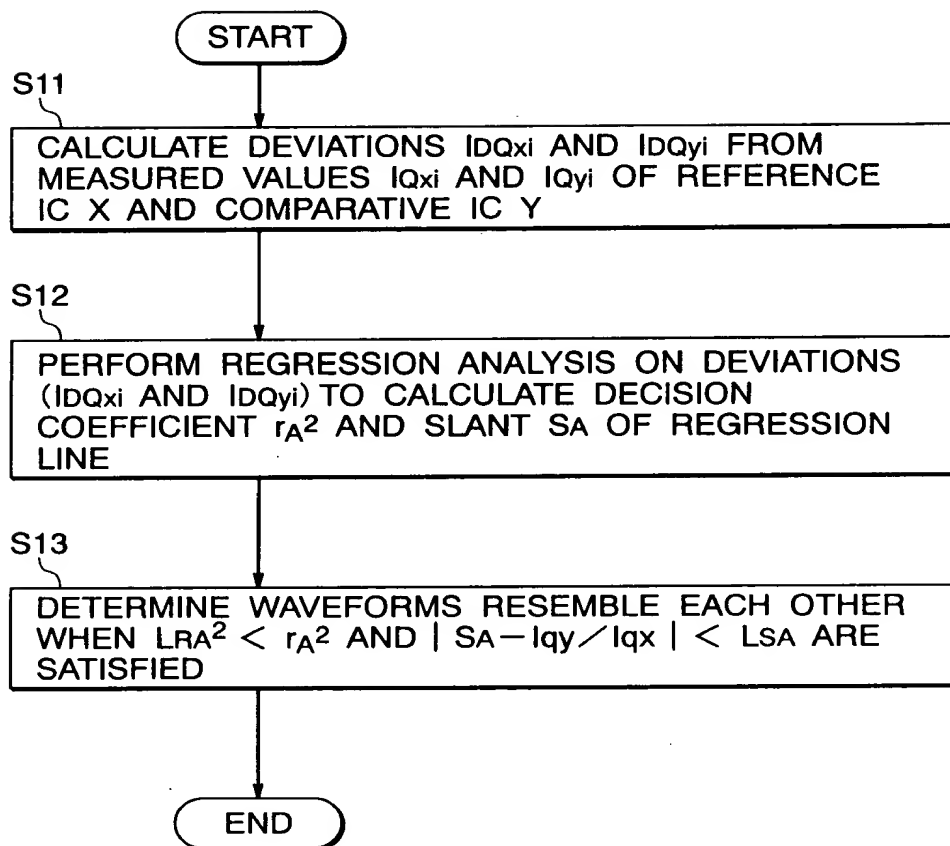 START
S11
CALCULATE DEVIATIONS IDQxi AND IDQyi FROM
MEASURED VALUES IQxi AND IQyi OF REFERENCE
IC X AND COMPARATIVE IC Y
S12
PERFORM REGRESSION ANALYSIS ON DEVIATIONS
(IDQxi AND IDQyi) TO CALCULATE DECISION
COEFFICIENT rA² AND SLANT SA OF REGRESSION
LINE
S13
DETERMINE WAVEFORMS RESEMBLE EACH OTHER
WHEN LRA² < rA² AND | SA－Iqy／Iqx | < LSA ARE
SATISFIED
END